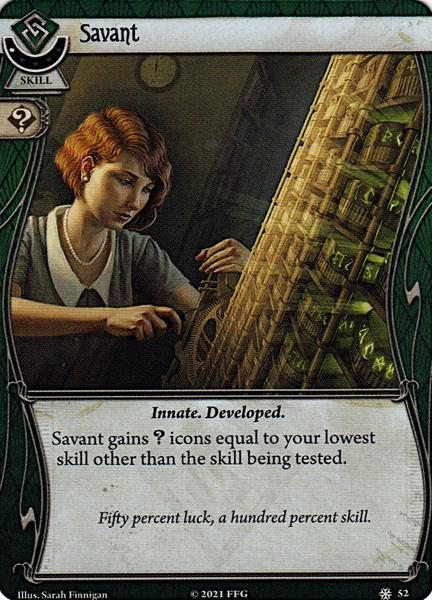 Savant
SKILL
?
Innate. Developed.
Savant gains ? icons equal to your lowest
skill other than the skill being tested.
Fifty percent luck, a hundred percent skill.
Illus. Sarah Finnigan
© 2021 FFG
52